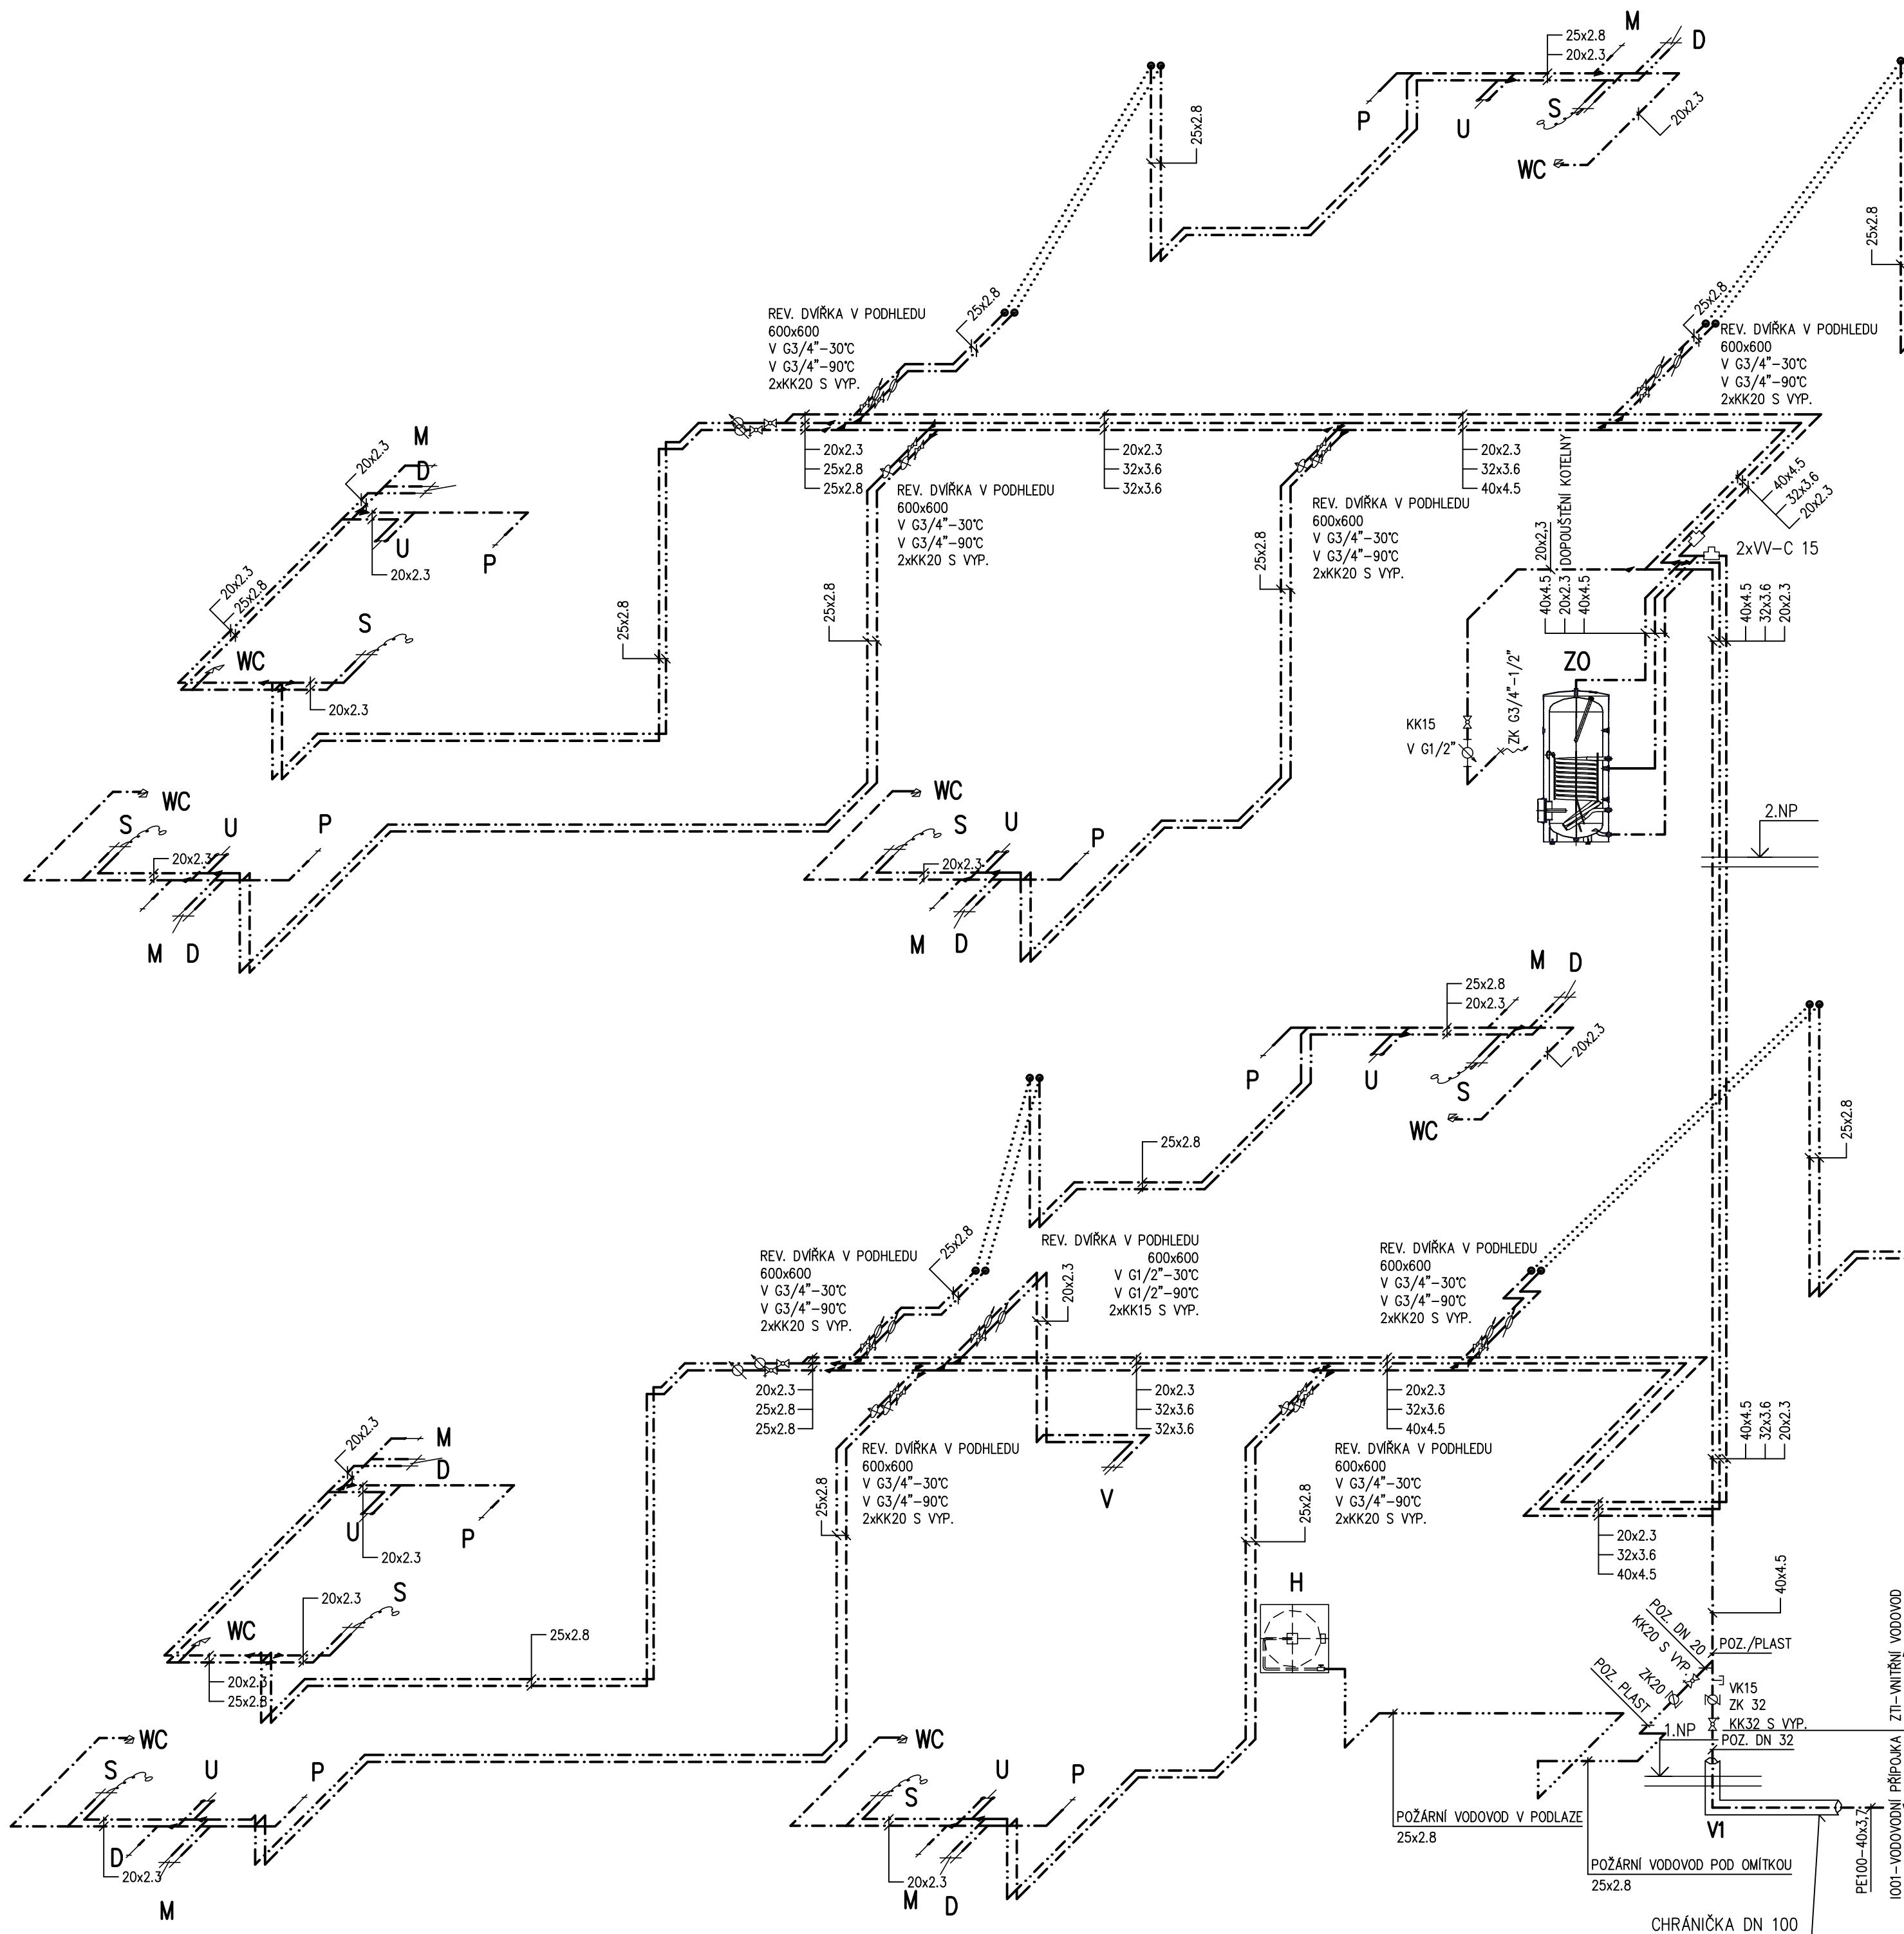 M
25x2.8
20x2.3
D
P
U
S
20x2.3
WC
25x2.8
25x2.8
REV. DVÍŘKA V PODHLEDU
600x600
V G3/4"-30°C
V G3/4"-90°C
2xKK20 S VYP.
25x2.8
25x2.8
REV. DVÍŘKA V PODHLEDU
600x600
V G3/4"-30°C
V G3/4"-90°C
2xKK20 S VYP.
20x2.3
25x2.8
25x2.8
20x2.3
32x3.6
32x3.6
20x2.3
32x3.6
40x4.5
REV. DVÍŘKA V PODHLEDU
600x600
V G3/4"-30°C
V G3/4"-90°C
2xKK20 S VYP.
REV. DVÍŘKA V PODHLEDU
600x600
V G3/4"-30°C
V G3/4"-90°C
2xKK20 S VYP.
20x2,3
DOPOUŠTĚNÍ KOTELNY
40x4.5
32x3.6
20x2.3
2xVV-C 15
40x4.5
20x2.3
40x4.5
40x4.5
32x3.6
20x2.3
20x2.3
M
D
U
P
20x2.3
20x2.3
25x2.8
S
WC
20x2.3
25x2.8
25x2.8
25x2.8
ZO
KK15
V G1/2"
ZK G3/4"-1/2"
2.NP
WC
S
U
P
20x2.3
M
D
WC
S
U
P
20x2.3
M
D
M
D
25x2.8
20x2.3
P
U
S
20x2.3
WC
25x2.8
25x2.8
REV. DVÍŘKA V PODHLEDU
600x600
V G3/4"-30°C
V G3/4"-90°C
2xKK20 S VYP.
25x2.8
REV. DVÍŘKA V PODHLEDU
600x600
V G1/2"-30°C
V G1/2"-90°C
2xKK15 S VYP.
20x2.3
REV. DVÍŘKA V PODHLEDU
600x600
V G3/4"-30°C
V G3/4"-90°C
2xKK20 S VYP.
20x2.3
25x2.8
25x2.8
20x2.3
32x3.6
32x3.6
20x2.3
32x3.6
40x4.5
REV. DVÍŘKA V PODHLEDU
600x600
V G3/4"-30°C
V G3/4"-90°C
2xKK20 S VYP.
REV. DVÍŘKA V PODHLEDU
600x600
V G3/4"-30°C
V G3/4"-90°C
2xKK20 S VYP.
40x4.5
32x3.6
20x2.3
V
20x2.3
M
D
U
P
20x2.3
25x2.8
25x2.8
20x2.3
32x3.6
40x4.5
S
20x2.3
WC
20x2.3
25x2.8
25x2.8
H
40x4.5
POZ. DN 20
KK20 S VYP.
ZK20
POZ. PLAST
POZ./PLAST
VK15
ZK 32
KK32 S VYP.
POZ. DN 32
1.NP
WC
S
U
P
D
20x2.3
M
WC
S
U
P
20x2.3
M
D
POŽÁRNÍ VODOVOD V PODLAZE
25x2.8
POŽÁRNÍ VODOVOD POD OMÍTKOU
25x2.8
V1
PE100-40x3,7
IO01-VODOVODNÍ PŘÍPOJKA
ZTI-VNITŘNÍ VODOVOD
CHRÁNIČKA DN 100